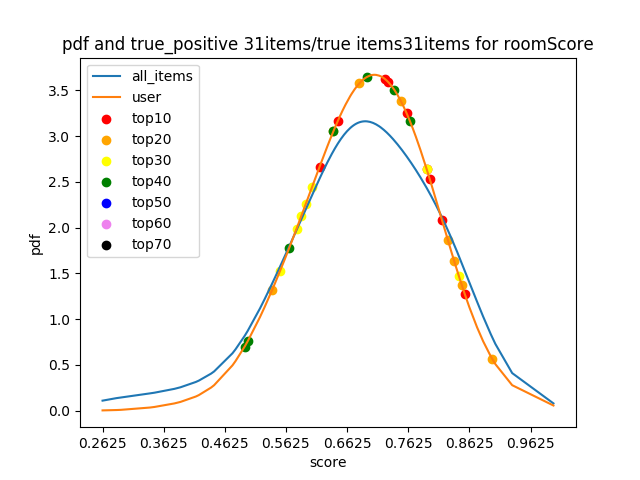 pdf and true_positive 31items/true items31items for roomScore
all_items
user
top10
top20
top30
top40
top50
top60
top70
pdf
3.5
3.0
2.5
2.0
1.5
1.0
0.5
0.0
0.2625 0.3625 0.4625 0.5625 0.6625 0.7625 0.8625 0.9625
score